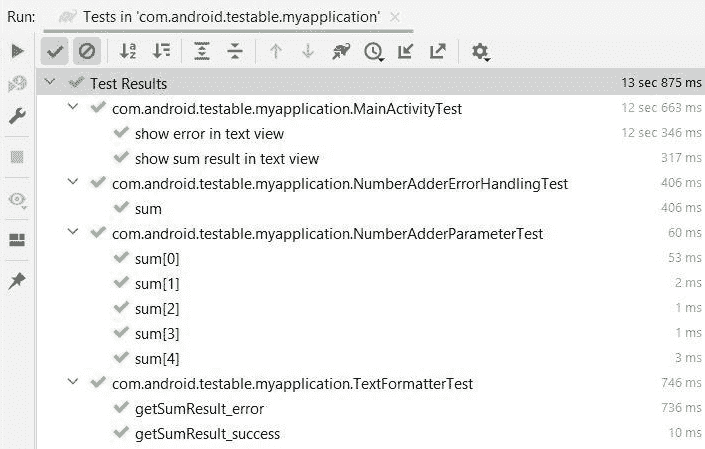 Run: Tests in 'com.android.testable.myapplication' ×
Test Results 13 sec 875 ms
com.android.testable.myapplication.MainActivityTest 12 sec 663 ms
show error in text view 12 sec 346 ms
show sum result in text view 317 ms
com.android.testable.myapplication.NumberAdderErrorHandlingTest 406 ms
sum 406 ms
com.android.testable.myapplication.NumberAdderParameterTest 60 ms
sum[0] 53 ms
sum[1] 2 ms
sum[2] 1 ms
sum[3] 1 ms
sum[4] 3 ms
com.android.testable.myapplication.TextFormatterTest 746 ms
getSumResult_error 736 ms
getSumResult_success 10 ms